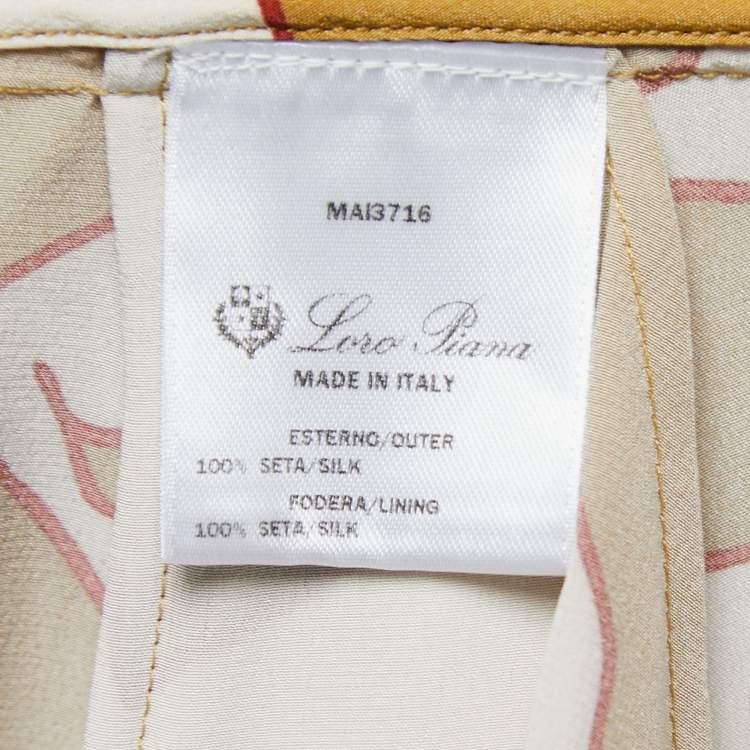 MAI3716
Loro Piana
MADE IN ITALY
ESTERNO/OUTER
100% SETA/SILK
FODERA/LINING
100% SETA/SILK